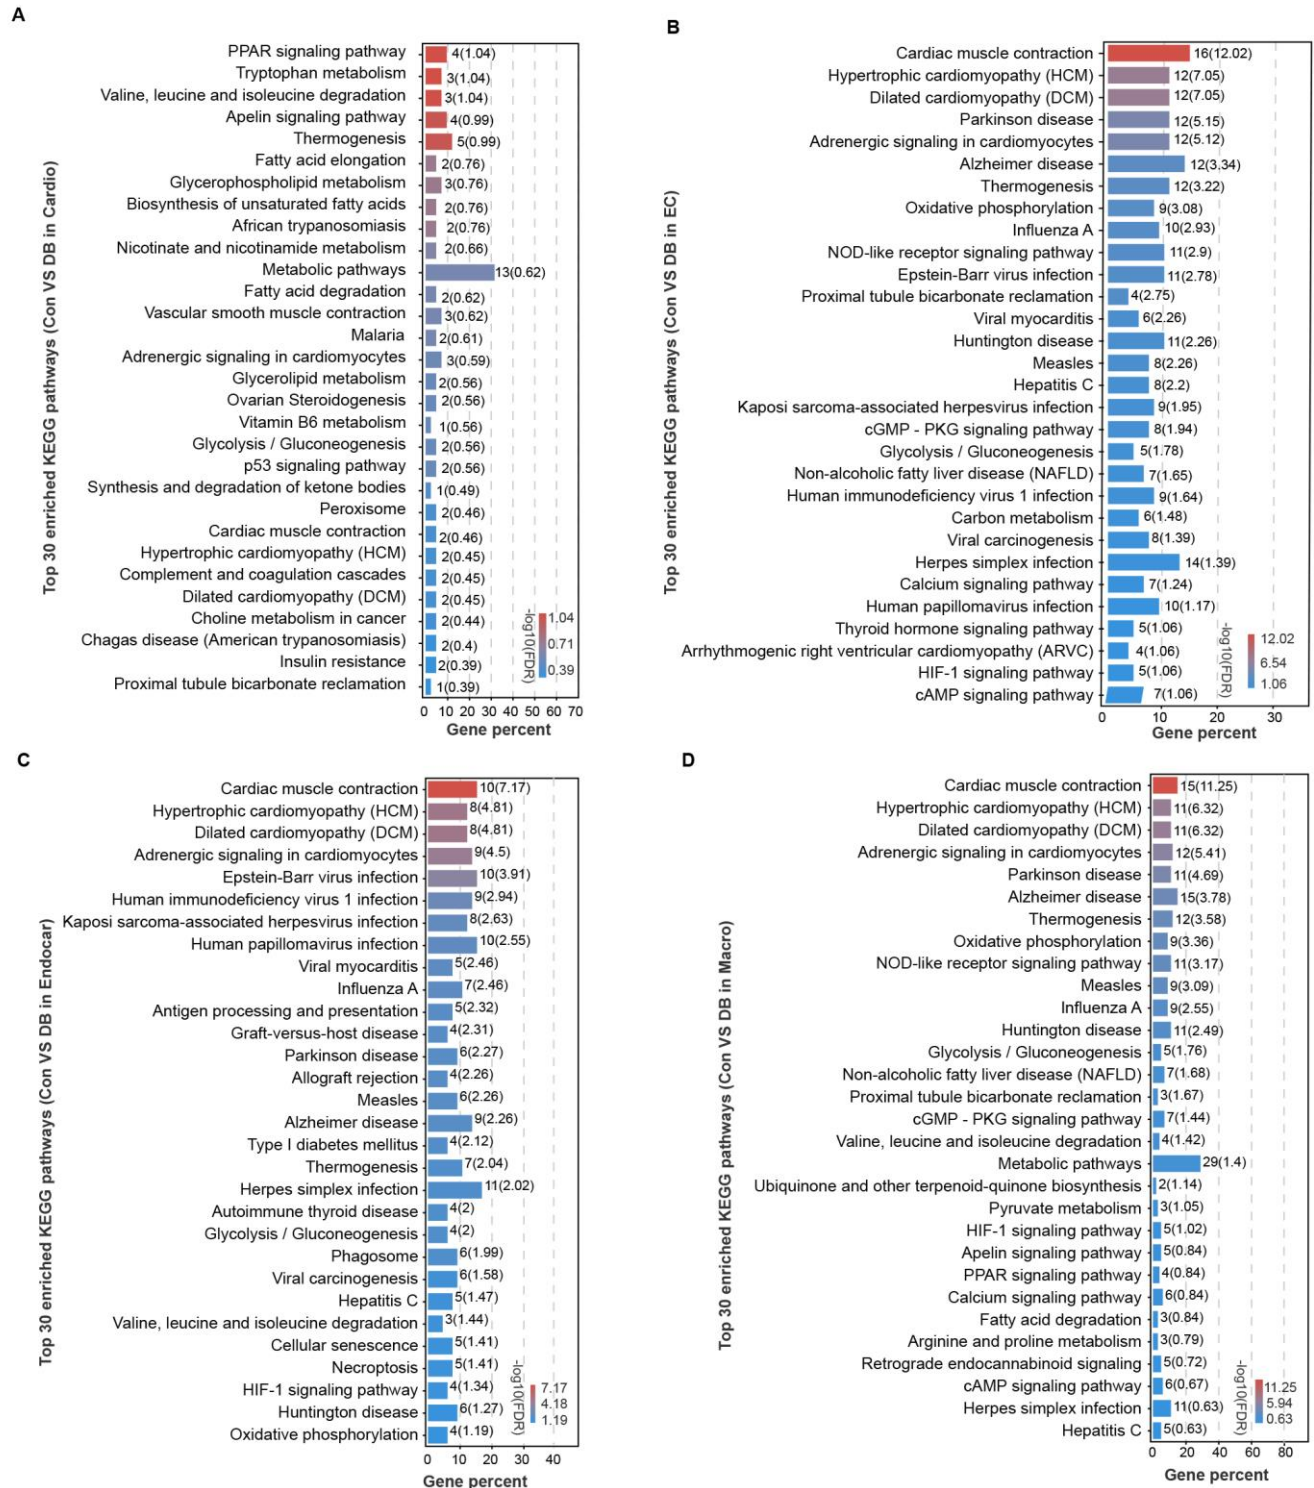 A
Top 30 enriched KEGG pathways (Con VS DB in Cardio)
PPAR signaling pathway 4(1.04)
Tryptophan metabolism 3(1.04)
Valine, leucine and isoleucine degradation 3(1.04)
Apelin signaling pathway 4(0.99)
Thermogenesis 5(0.99)
Fatty acid elongation 2(0.76)
Glycerophospholipid metabolism 3(0.76)
Biosynthesis of unsaturated fatty acids 2(0.76)
African trypanosomiasis 2(0.76)
Nicotinate and nicotinamide metabolism 2(0.66)
Metabolic pathways 13(0.62)
Fatty acid degradation 2(0.62)
Vascular smooth muscle contraction 3(0.62)
Malaria 2(0.61)
Adrenergic signaling in cardiomyocytes 3(0.59)
Glycerolipid metabolism 2(0.56)
Ovarian Steroidogenesis 2(0.56)
Vitamin B6 metabolism 1(0.56)
Glycolysis / Gluconeogenesis 2(0.56)
p53 signaling pathway 2(0.56)
Synthesis and degradation of ketone bodies 1(0.49)
Peroxisome 2(0.46)
Cardiac muscle contraction 2(0.46)
Hypertrophic cardiomyopathy (HCM) 2(0.45)
Complement and coagulation cascades 2(0.45)
Dilated cardiomyopathy (DCM) 2(0.45)
Choline metabolism in cancer 2(0.44)
Chagas disease (American trypanosomiasis) 2(0.4)
Insulin resistance 2(0.39)
Proximal tubule bicarbonate reclamation 1(0.39)
-log10(FDR)
1.04
0.71
0.39
0 10 20 30 40 50 60 70
Gene percent
B
Top 30 enriched KEGG pathways (Con VS DB in EC)
Cardiac muscle contraction 16(12.02)
Hypertrophic cardiomyopathy (HCM) 12(7.05)
Dilated cardiomyopathy (DCM) 12(7.05)
Parkinson disease 12(5.15)
Adrenergic signaling in cardiomyocytes 12(5.12)
Alzheimer disease 12(3.34)
Thermogenesis 12(3.22)
Oxidative phosphorylation 9(3.08)
Influenza A 10(2.93)
NOD-like receptor signaling pathway 11(2.9)
Epstein-Barr virus infection 11(2.78)
Proximal tubule bicarbonate reclamation 4(2.75)
Viral myocarditis 6(2.26)
Huntington disease 11(2.26)
Measles 8(2.26)
Hepatitis C 8(2.2)
Kaposi sarcoma-associated herpesvirus infection 9(1.95)
cGMP - PKG signaling pathway 8(1.94)
Glycolysis / Gluconeogenesis 5(1.78)
Non-alcoholic fatty liver disease (NAFLD) 7(1.65)
Human immunodeficiency virus 1 infection 9(1.64)
Carbon metabolism 6(1.48)
Viral carcinogenesis 8(1.39)
Herpes simplex infection 14(1.39)
Calcium signaling pathway 7(1.24)
Human papillomavirus infection 10(1.17)
Thyroid hormone signaling pathway 5(1.06)
Arrhythmogenic right ventricular cardiomyopathy (ARVC) 4(1.06)
HIF-1 signaling pathway 5(1.06)
cAMP signaling pathway 7(1.06)
-log10(FDR)
12.02
6.54
1.06
0 10 20 30
Gene percent
C
Top 30 enriched KEGG pathways (Con VS DB in Endocar)
Cardiac muscle contraction 10(7.17)
Hypertrophic cardiomyopathy (HCM) 8(4.81)
Dilated cardiomyopathy (DCM) 8(4.81)
Adrenergic signaling in cardiomyocytes 9(4.5)
Epstein-Barr virus infection 10(3.91)
Human immunodeficiency virus 1 infection 9(2.94)
Kaposi sarcoma-associated herpesvirus infection 8(2.63)
Human papillomavirus infection 10(2.55)
Viral myocarditis 5(2.46)
Influenza A 7(2.46)
Antigen processing and presentation 5(2.32)
Graft-versus-host disease 4(2.31)
Parkinson disease 6(2.27)
Allograft rejection 4(2.26)
Measles 6(2.26)
Alzheimer disease 9(2.26)
Type I diabetes mellitus 4(2.12)
Thermogenesis 7(2.04)
Herpes simplex infection 11(2.02)
Autoimmune thyroid disease 4(2)
Glycolysis / Gluconeogenesis 4(2)
Phagosome 6(1.99)
Viral carcinogenesis 6(1.58)
Hepatitis C 5(1.47)
Valine, leucine and isoleucine degradation 3(1.44)
Cellular senescence 5(1.41)
Necroptosis 5(1.41)
HIF-1 signaling pathway 4(1.34)
Huntington disease 6(1.27)
Oxidative phosphorylation 4(1.19)
-log10(FDR)
7.17
4.18
1.19
0 10 20 30 40
Gene percent
D
Top 30 enriched KEGG pathways (Con VS DB in Macro)
Cardiac muscle contraction 15(11.25)
Hypertrophic cardiomyopathy (HCM) 11(6.32)
Dilated cardiomyopathy (DCM) 11(6.32)
Adrenergic signaling in cardiomyocytes 12(5.41)
Parkinson disease 11(4.69)
Alzheimer disease 15(3.78)
Thermogenesis 12(3.58)
Oxidative phosphorylation 9(3.36)
NOD-like receptor signaling pathway 11(3.17)
Measles 9(3.09)
Influenza A 9(2.55)
Huntington disease 11(2.49)
Glycolysis / Gluconeogenesis 5(1.76)
Non-alcoholic fatty liver disease (NAFLD) 7(1.68)
Proximal tubule bicarbonate reclamation 3(1.67)
cGMP - PKG signaling pathway 7(1.44)
Valine, leucine and isoleucine degradation 4(1.42)
Metabolic pathways 29(1.4)
Ubiquinone and other terpenoid-quinone biosynthesis 2(1.14)
Pyruvate metabolism 3(1.05)
HIF-1 signaling pathway 5(1.02)
Apelin signaling pathway 5(0.84)
PPAR signaling pathway 4(0.84)
Calcium signaling pathway 6(0.84)
Fatty acid degradation 3(0.84)
Arginine and proline metabolism 3(0.79)
Retrograde endocannabinoid signaling 5(0.72)
cAMP signaling pathway 6(0.67)
Herpes simplex infection 11(0.63)
Hepatitis C 5(0.63)
-log10(FDR)
11.25
5.94
0.63
0 20 40 60 80
Gene percent